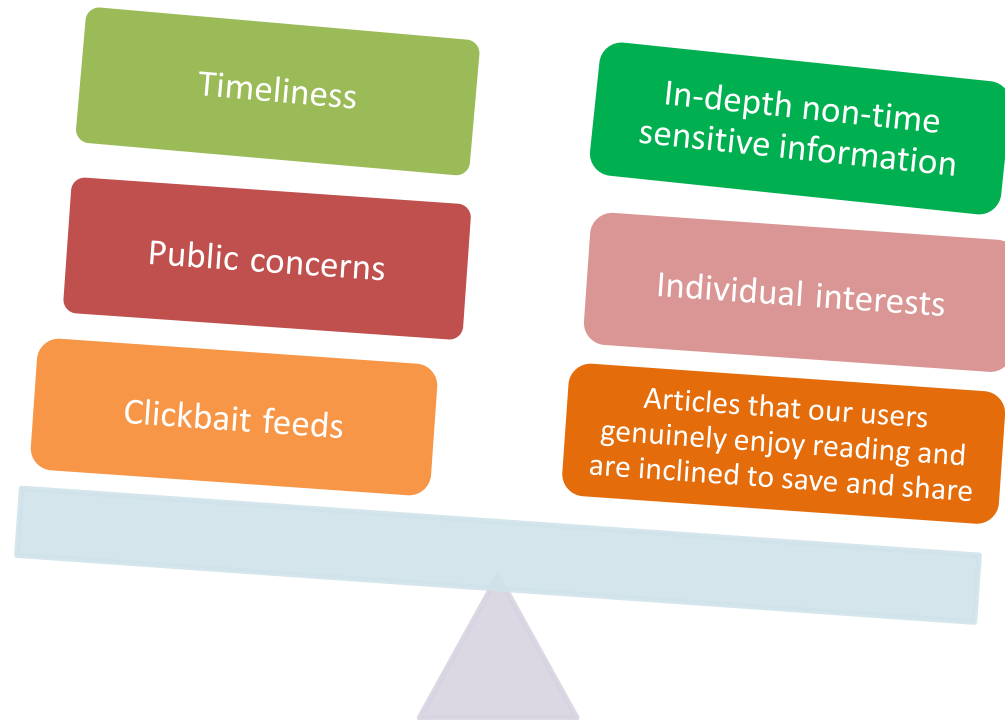 Timeliness
In-depth non-time
sensitive information
Public concerns
Individual interests
Clickbait feeds
Articles that our users
genuinely enjoy reading and
are inclined to save and share